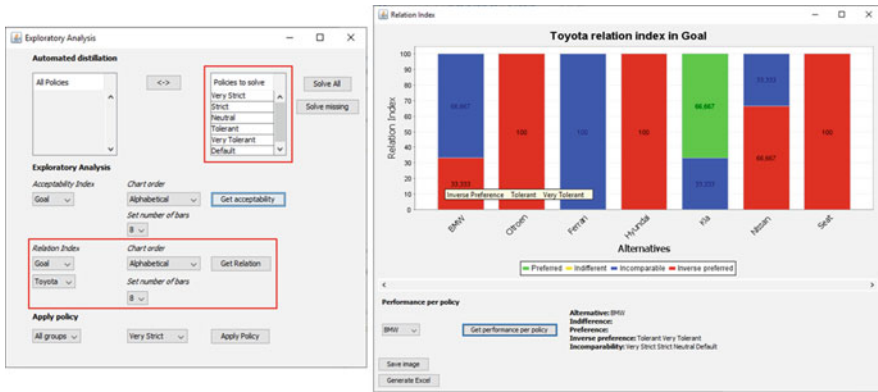 Exploratory Analysis
Automated distillation
All Policies
<->
Policies to solve
Very Strict
Strict
Neutral
Tolerant
Very Tolerant
Default
Solve All
Solve missing
Exploratory Analysis
Acceptability Index
Chart order
Goal
Alphabetical
Get acceptability
Set number of bars
8
Relation Index
Chart order
Goal
Alphabetical
Get Relation
Toyota
Set number of bars
8
Apply policy
All groups
Very Strict
Apply Policy
Relation Index
Toyota relation index in Goal
Relation Index
100
90
80
70
60
50
40
30
20
10
0
66,667
33,333
100
100
100
66,667
33,333
33,333
66,667
100
Inverse Preference Tolerant Very Tolerant
BMW
Citroen
Ferrari
Hyundai
Kia
Nissan
Seat
Alternatives
Preferred Indifferent Incomparable Inverse preferred
Performance per policy
BMW
Get performance per policy
Alternative: BMW
Indifference:
Preference:
Inverse preference: Tolerant Very Tolerant
Incomparability: Very Strict Strict Neutral Default
Save image
Generate Excel